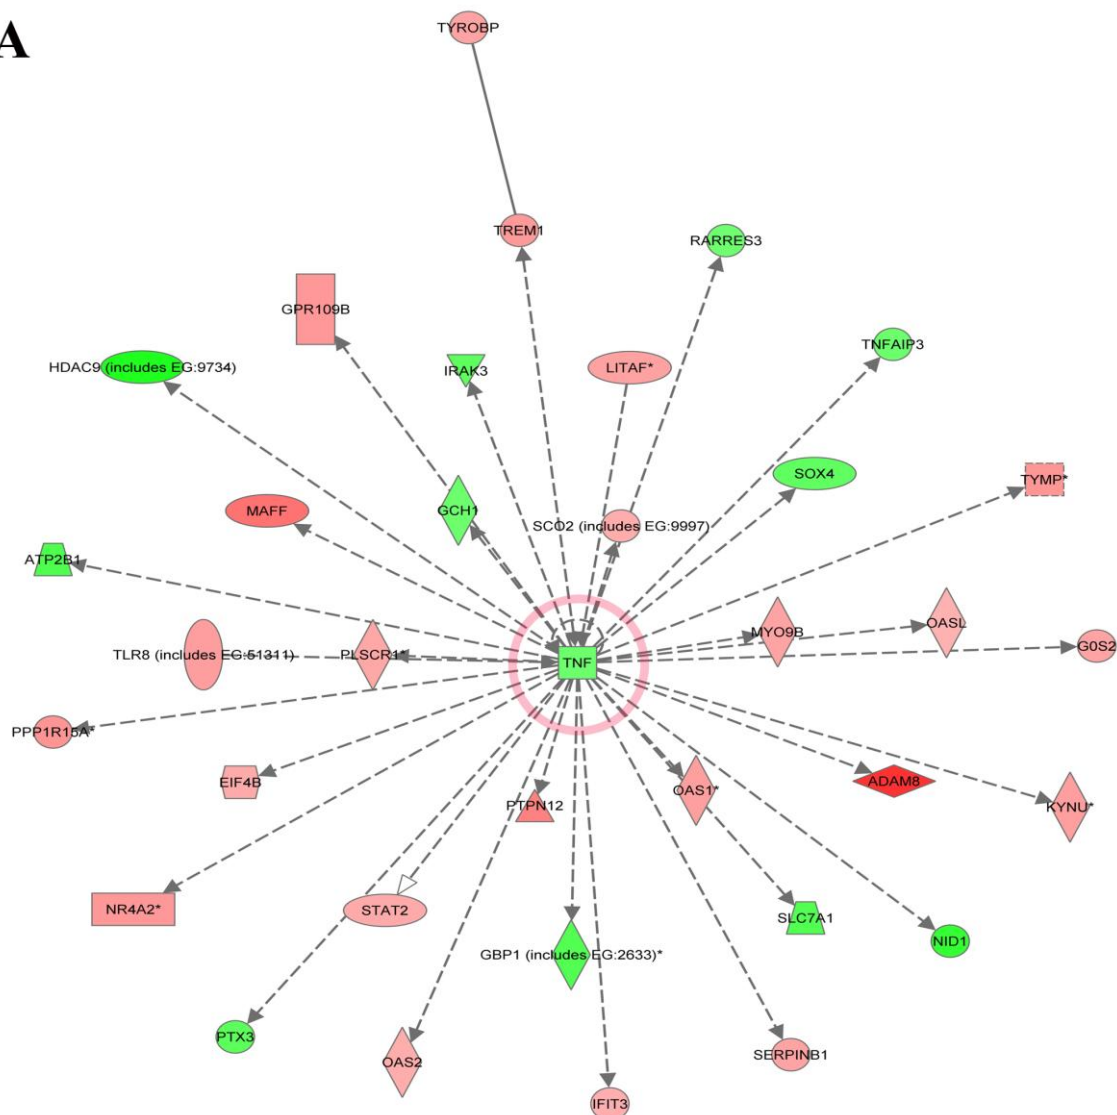 A
TYROBP
TREM1
RARRES3
GPR109B
TNFAIP3
HDAC9 (includes EG:9734)
IRAK3
LITAF*
SOX4
TYMP*
MAFF
GCH1
SCO2 (includes EG:9997)
ATP2B1
TLR8 (includes EG:51311)
PLSCR1*
TNF
MYO9B
OASL
G0S2
PPP1R15A*
EIF4B
PTPN12
OAS1*
ADAM8
KYNU*
NR4A2*
STAT2
GBP1 (includes EG:2633)*
SLC7A1
NID1
PTX3
OAS2
SERPINB1
IFIT3